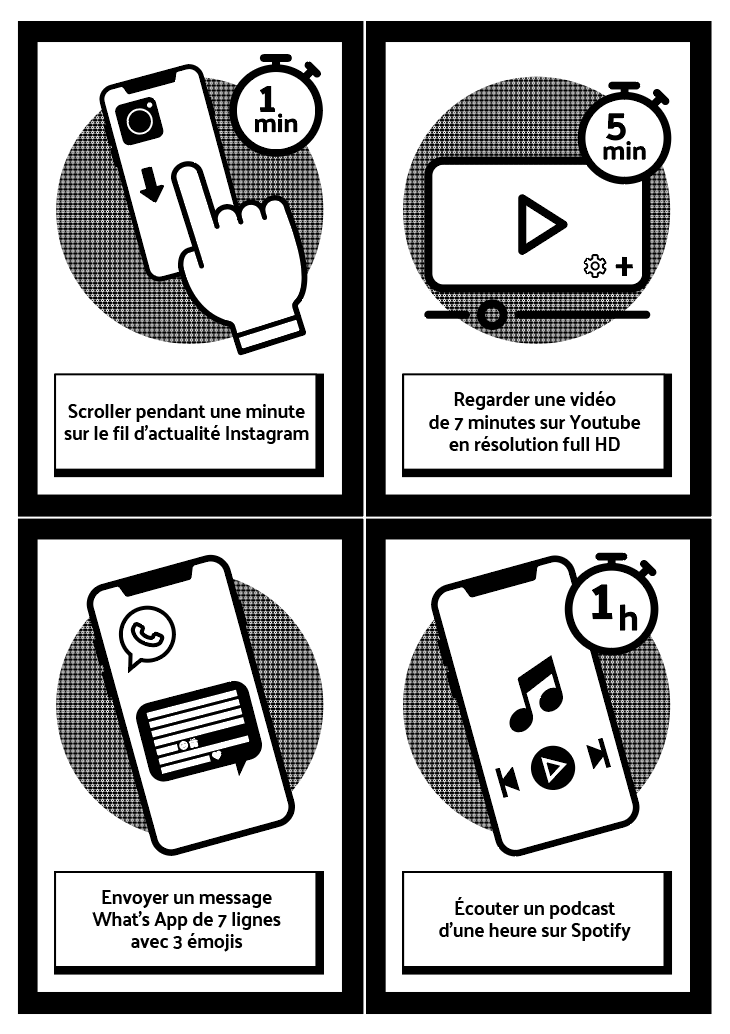 1
min
Scroller pendant une minute
sur le fil d'actualité Instagram
5
min
Regarder une vidéo
de 7 minutes sur Youtube
en résolution full HD
Envoyer un message
What's App de 7 lignes
avec 3 émojis
1h
Écouter un podcast
d'une heure sur Spotify